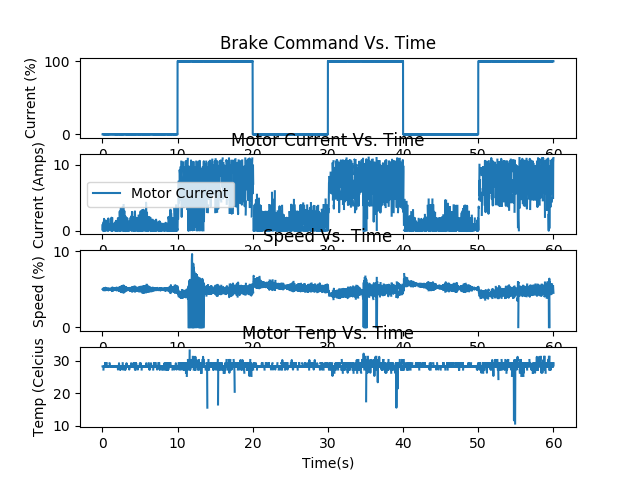 Brake Command Vs. Time
Current (%)
100
0
0 10 20 30 40 50 60
Motor Current Vs. Time
Current (Amps)
10
0
Motor Current
Speed Vs. Time
Speed (%)
10
0
Motor Tenp Vs. Time
Temp (Celcius
30
20
10
0 10 20 30 40 50 60
Time(s)